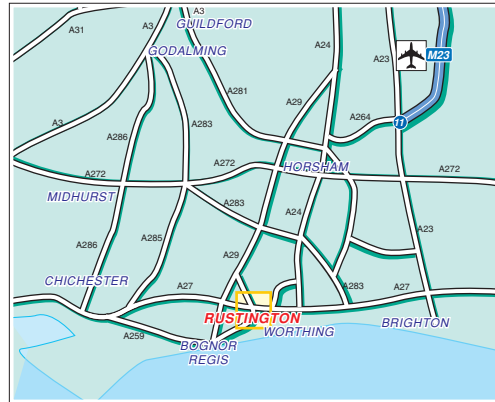 A3
GUILDFORD
A31
A3
GODALMING
A24
A23
M23
A281
A29
A264
11
A3
A286
A283
A272
A272
HORSHAM
A272
MIDHURST
A283
A24
A23
A286
A285
A29
CHICHESTER
A27
A283
A27
RUSTINGTON
WORTHING
BRIGHTON
A259
BOGNOR
REGIS